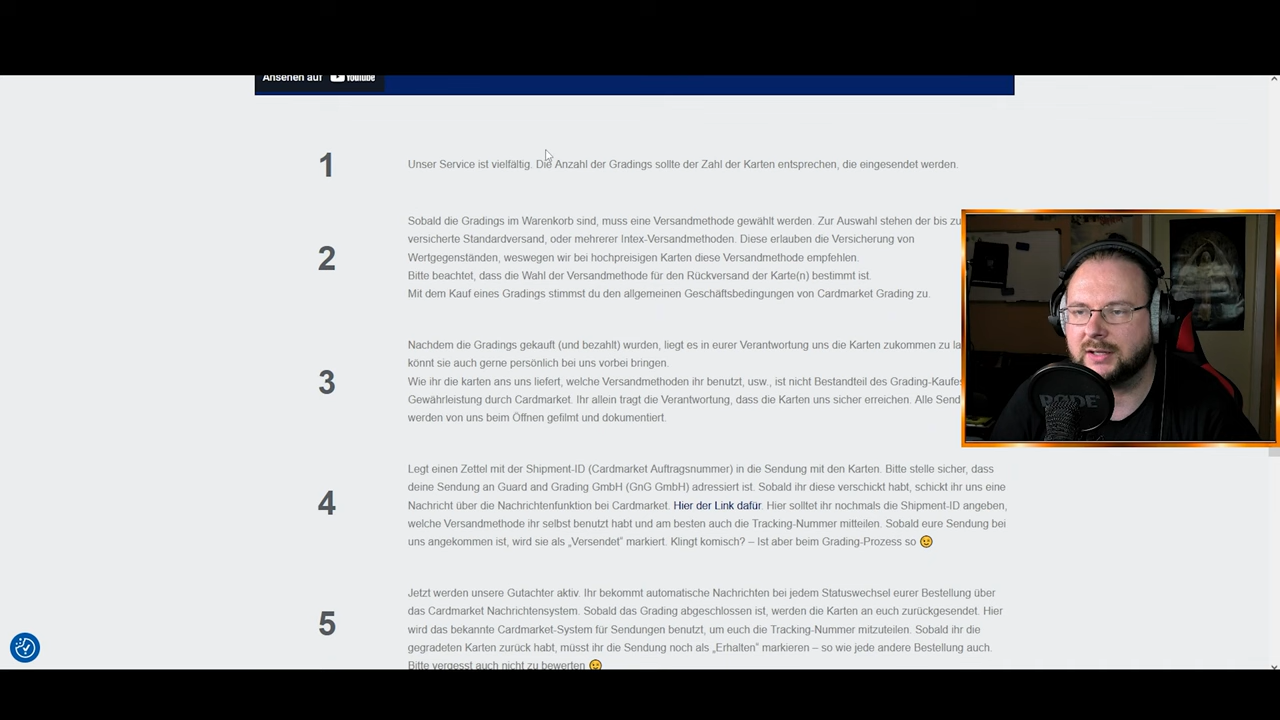 Ansehen auf YouTube
1
Unser Service ist vielfältig. Die Anzahl der Gradings sollte der Zahl der Karten entsprechen, die eingesendet werden.
2
Sobald die Gradings im Warenkorb sind, muss eine Versandmethode gewählt werden. Zur Auswahl stehen der bis zu
versicherte Standardversand, oder mehrerer Intex-Versandmethoden. Diese erlauben die Versicherung von
Wertgegenständen, weswegen wir bei hochpreisigen Karten diese Versandmethode empfehlen.
Bitte beachtet, dass die Wahl der Versandmethode für den Rückversand der Karte(n) bestimmt ist.
Mit dem Kauf eines Gradings stimmst du den allgemeinen Geschäftsbedingungen von Cardmarket Grading zu.
3
Nachdem die Gradings gekauft (und bezahlt) wurden, liegt es in eurer Verantwortung uns die Karten zukommen zu
könnt sie auch gerne persönlich bei uns vorbei bringen.
Wie ihr die karten ans uns liefert, welche Versandmethoden ihr benutzt, usw., ist nicht Bestandteil des Grading-Kaufes
Gewährleistung durch Cardmarket. Ihr allein tragt die Verantwortung, dass die Karten uns sicher erreichen. Alle Send
werden von uns beim Öffnen gefilmt und dokumentiert.
4
Legt einen Zettel mit der Shipment-ID (Cardmarket Auftragsnummer) in die Sendung mit den Karten. Bitte stelle sicher, dass
deine Sendung an Guard and Grading GmbH (GnG GmbH) adressiert ist. Sobald ihr diese verschickt habt, schickt ihr uns eine
Nachricht über die Nachrichtenfunktion bei Cardmarket. Hier der Link dafür. Hier solltet ihr nochmals die Shipment-ID angeben,
welche Versandmethode ihr selbst benutzt habt und am besten auch die Tracking-Nummer mitteilen. Sobald eure Sendung bei
uns angekommen ist, wird sie als „Versendet“ markiert. Klingt komisch? – Ist aber beim Grading-Prozess so 😉
5
Jetzt werden unsere Gutachter aktiv. Ihr bekommt automatische Nachrichten bei jedem Statuswechsel eurer Bestellung über
das Cardmarket Nachrichtensystem. Sobald das Grading abgeschlossen ist, werden die Karten an euch zurückgesendet. Hier
wird das bekannte Cardmarket-System für Sendungen benutzt, um euch die Tracking-Nummer mitzuteilen. Sobald ihr die
gegradeten Karten zurück habt, müsst ihr die Sendung noch als „Erhalten“ markieren – so wie jede andere Bestellung auch.
Bitte vergesst auch nicht zu bewerten 😉
RØDE